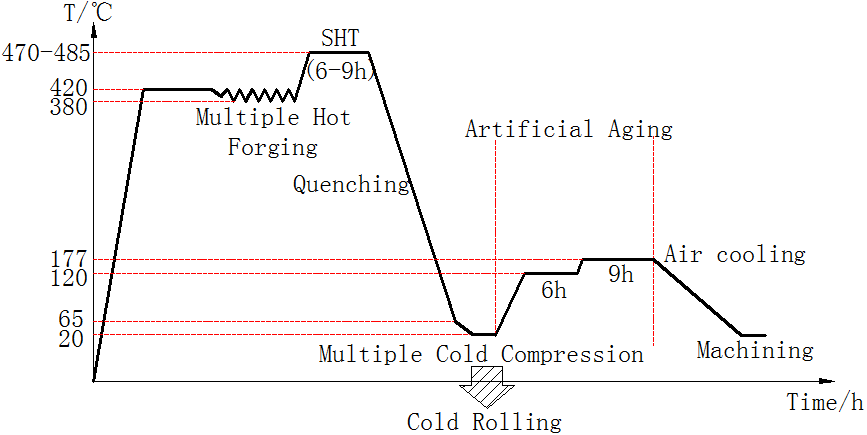 T/℃
SHT
470-485
(6-9h)
420
380
Multiple Hot
Forging
Artificial Aging
Quenching
177
Air cooling
120
6h
9h
65
20
Multiple Cold Compression
Machining
Time/h
Cold Rolling